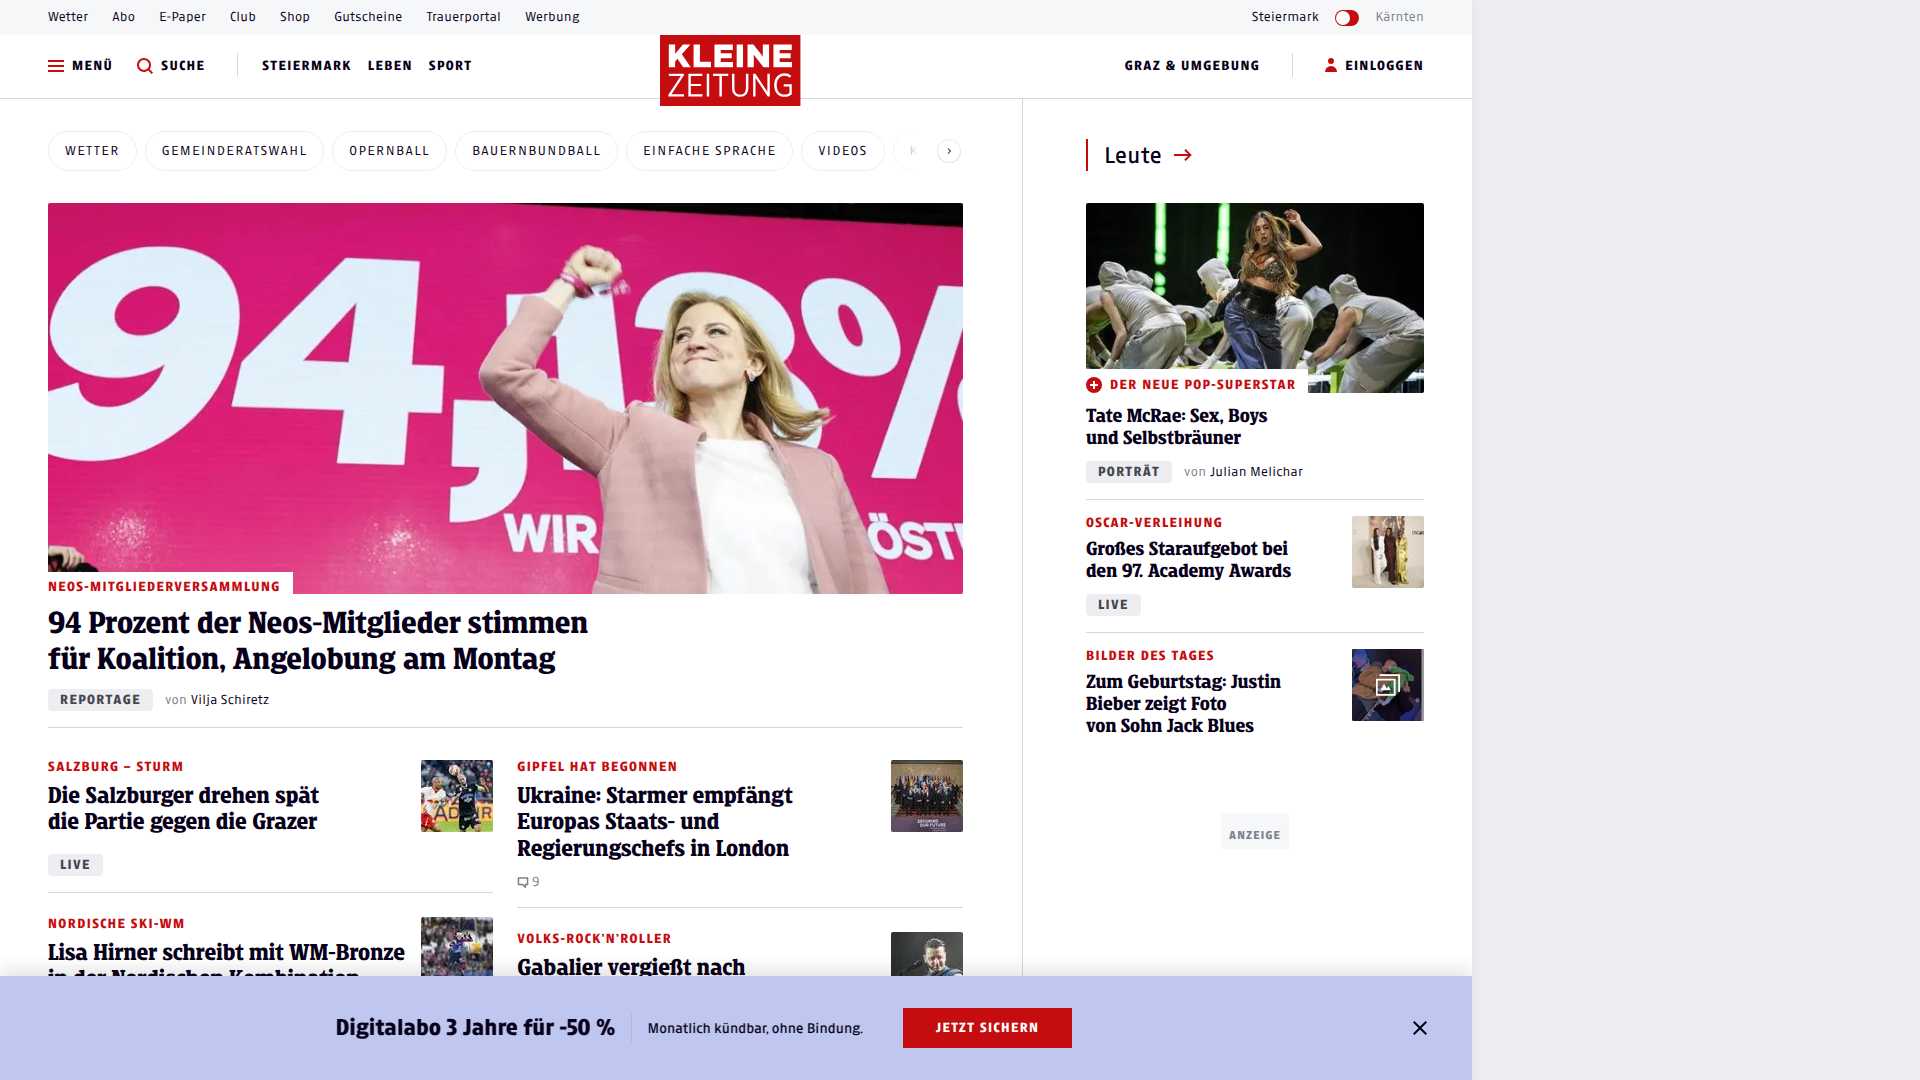 Wetter Abo E-Paper Club Shop Gutscheine Trauerportal Werbung Steiermark Kärnten
MENÜ SUCHE STEIERMARK LEBEN SPORT KLEINE ZEITUNG GRAZ & UMGEBUNG EINLOGGEN
WETTER GEMEINDERATSWAHL OPERNBALL BAUERNBUNDBALL EINFACHE SPRACHE VIDEOS
94,13%
WIR
ÖST
NEOS-MITGLIEDERVERSAMMLUNG
94 Prozent der Neos-Mitglieder stimmen
für Koalition, Angelobung am Montag
REPORTAGE von Vilja Schiretz
SALZBURG – STURM
Die Salzburger drehen spät
die Partie gegen die Grazer
LIVE
NORDISCHE SKI-WM
Lisa Hirner schreibt mit WM-Bronze
in der Nordischen Kombination
GIPFEL HAT BEGONNEN
Ukraine: Starmer empfängt
Europas Staats- und
Regierungschefs in London
9
VOLKS-ROCK'N'ROLLER
Gabalier vergießt nach
Leute
DER NEUE POP-SUPERSTAR
Tate McRae: Sex, Boys
und Selbstbräuner
PORTRÄT von Julian Melichar
OSCAR-VERLEIHUNG
Großes Staraufgebot bei
den 97. Academy Awards
LIVE
BILDER DES TAGES
Zum Geburtstag: Justin
Bieber zeigt Foto
von Sohn Jack Blues
ANZEIGE
Digitalabo 3 Jahre für -50 % Monatlich kündbar, ohne Bindung. JETZT SICHERN